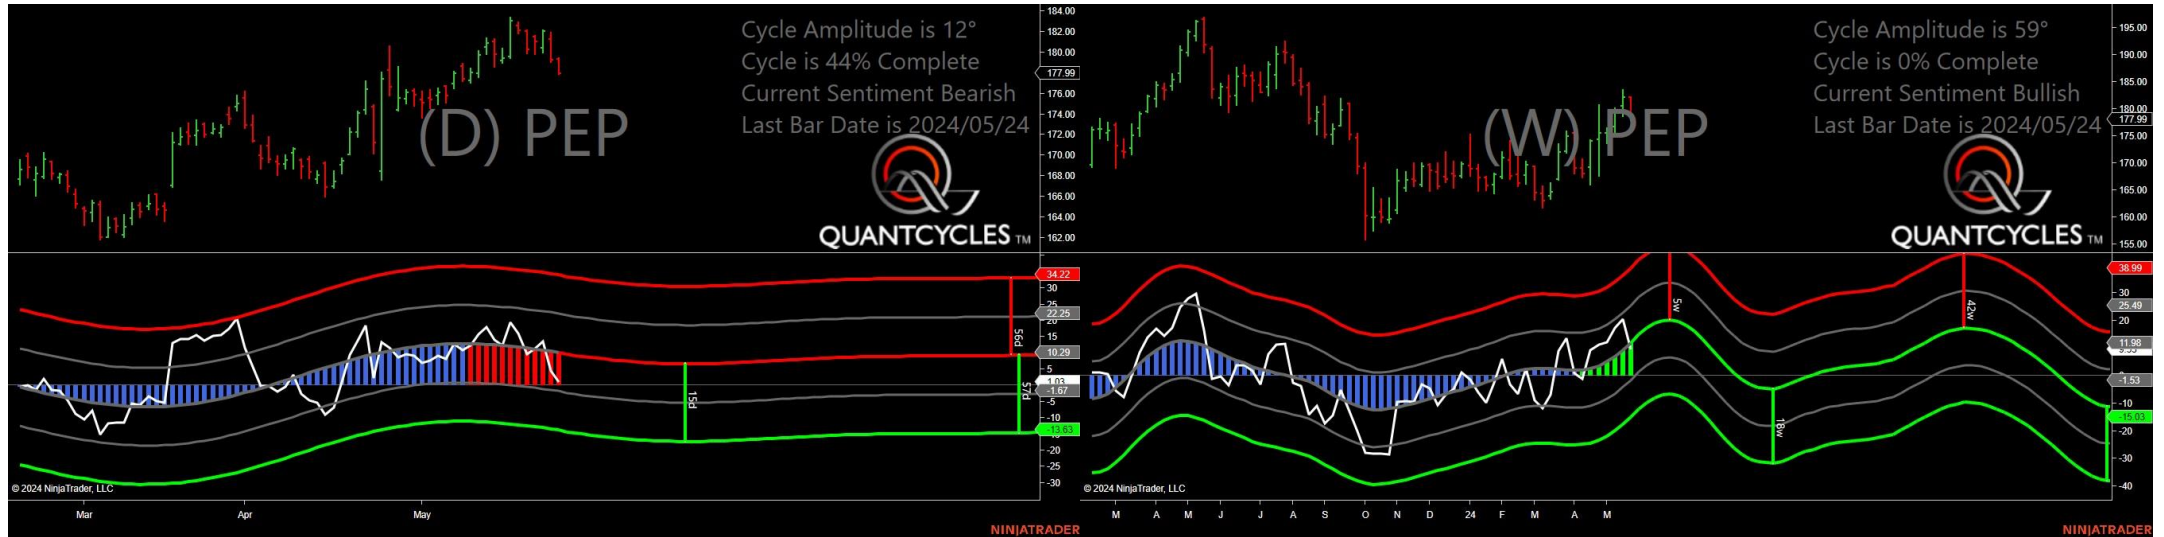 Cycle Amplitude is 12°
Cycle is 44% Complete
Current Sentiment Bearish
Last Bar Date is 2024/05/24
(D) PEP
QUANTCYCLES TM
184.00
182.00
180.00
177.99
176.00
174.00
172.00
170.00
168.00
166.00
164.00
162.00
34.22
30
25
22.25
20
15
10.29
5
1.03
-1.67
-5
-10
-13.63
-20
-25
-30
15d
56d
57d
© 2024 NinjaTrader, LLC
Mar Apr May
NINJATRADER
Cycle Amplitude is 59°
Cycle is 0% Complete
Current Sentiment Bullish
Last Bar Date is 2024/05/24
(W) PEP
QUANTCYCLES TM
195.00
190.00
185.00
180.00
177.99
175.00
170.00
165.00
160.00
155.00
38.99
30
25.49
20
11.98
-1.53
-10
-15.03
-20
-30
-40
5w
18w
42w
© 2024 NinjaTrader, LLC
M A M J J A S O N D 24 F M A M
NINJATRADER